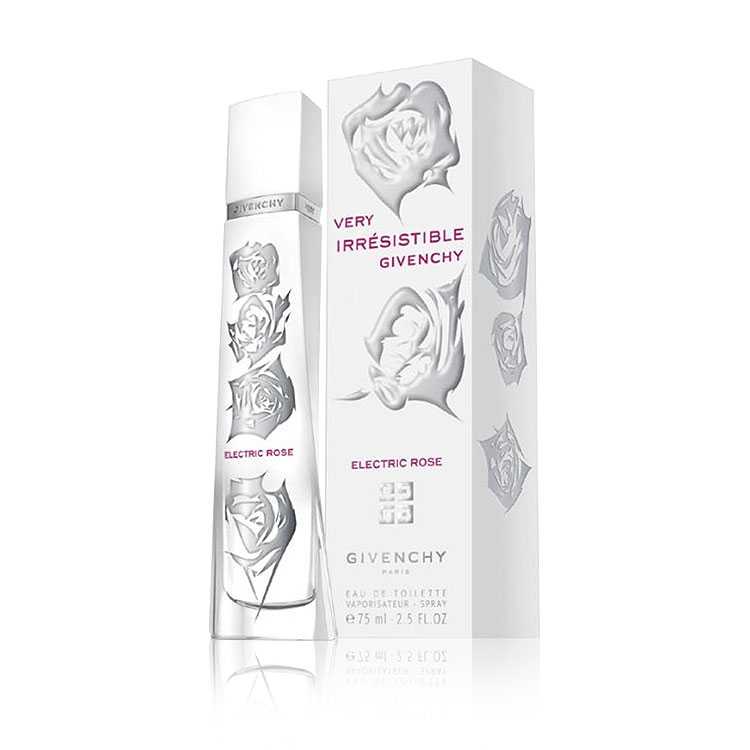 GIVENCHY
ELECTRIC ROSE
VERY
IRRÉSISTIBLE
GIVENCHY
ELECTRIC ROSE
GIVENCHY
PARIS
EAU DE TOILETTE
VAPORISATEUR - SPRAY
e 75 ml - 2.5 FL.OZ